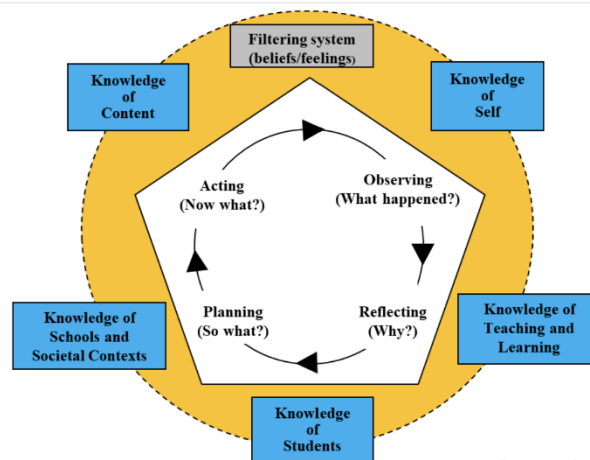 Filtering system
(beliefs/feelings)
Knowledge
of
Content
Knowledge
of
Self
Acting
(Now what?)
Observing
(What happened?)
Planning
(So what?)
Reflecting
(Why?)
Knowledge of
Schools and
Societal Contexts
Knowledge of
Teaching and
Learning
Knowledge
of
Students